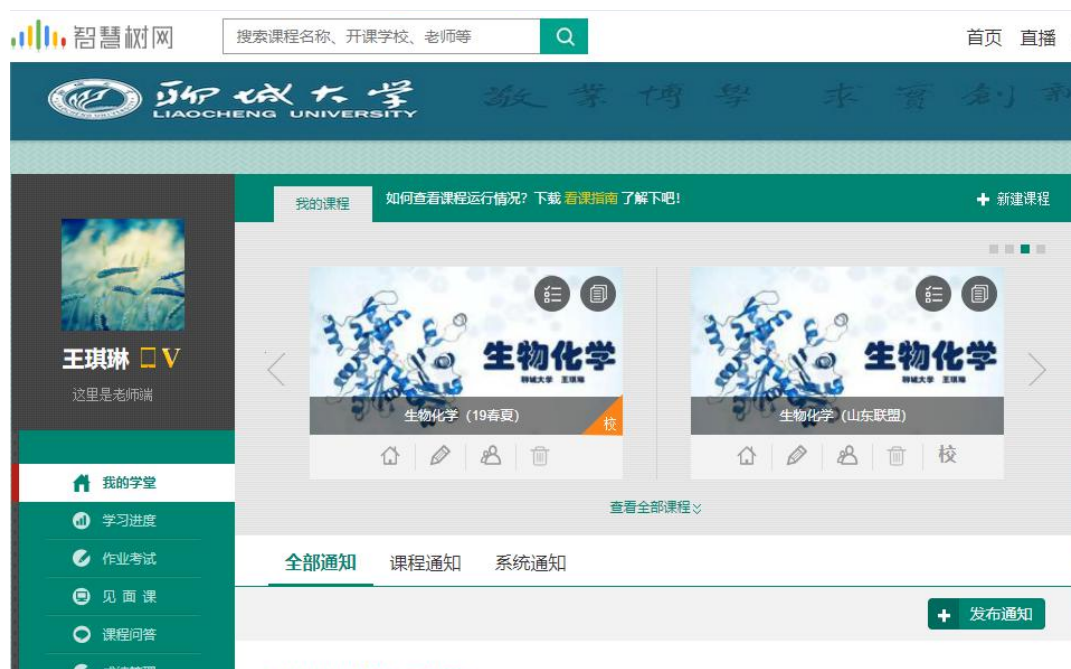 智慧树网
搜索课程名称、开课学校、老师等
首页 直播
聊城大学
LIAOCHENG UNIVERSITY
敬业博學 求實創新
我的课程
如何查看课程运行情况？下载 看课指南 了解下吧!
新建课程
王琪琳 V
这里是老师端
生物化学
聊城大学 王琪琳
生物化学（19春夏）
校
生物化学
聊城大学 王琪琳
生物化学（山东联盟）
校
查看全部课程
我的学堂
学习进度
作业考试
见 面 课
课程问答
全部通知 课程通知 系统通知
发布通知